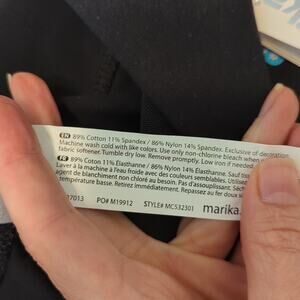 EN 89% Cotton 11% Spandex / 86% Nylon 14% Spandex. Exclusive of decoration.
Machine wash cold with like colors. Use only non-chlorine bleach when
fabric softener. Tumble dry low. Remove promptly. Low iron if needed.
FR 89% Coton 11% Élasthanne / 86% Nylon 14% Élasthanne. Sauf
Laver à la machine à l'eau froide avec des couleurs semblables. Utiliser
agent de blanchiment non chloré au besoin. Pas d'assouplissant.
température basse. Retirez immédiatement. Repassez au fer doux
7013 PO# M19912 STYLE# MC532301 marika.